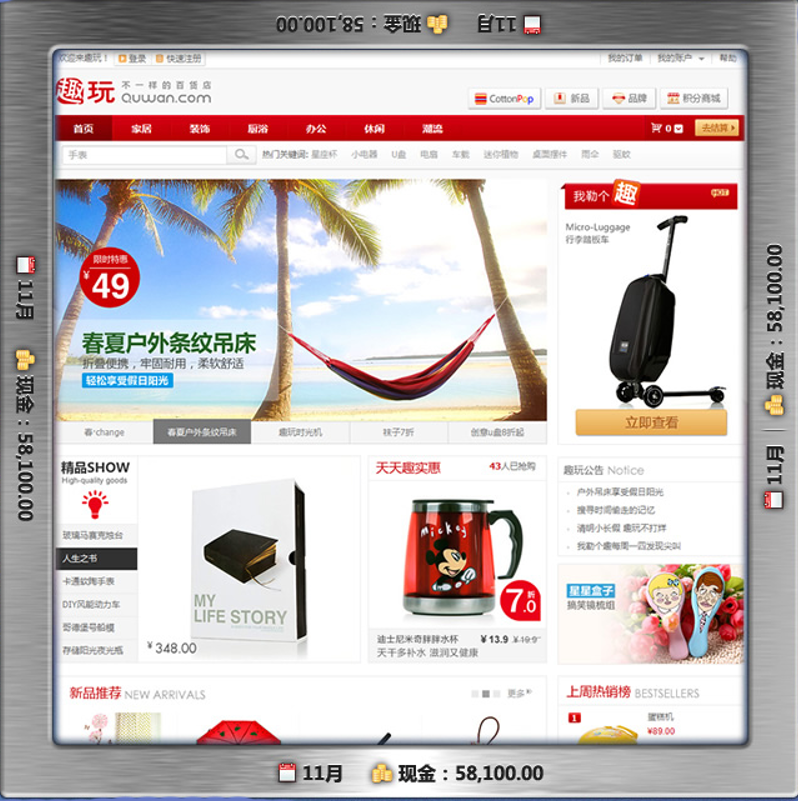 11月 现金：58,100.00
欢迎来趣玩！ 登录 快速注册 我的订单 我的账户 帮助
趣玩 不一样的百货店
Quwan.com
CottonPop 新品 品牌 积分商城
首页 家居 装饰 厨浴 办公 休闲 潮流 0 去结算
手表 热门关键词: 星座杯 小电器 U盘 电扇 车载 迷你植物 桌面摆件 雨伞 驱蚊
限时特惠
¥49
春夏户外条纹吊床
折叠便携，牢固耐用，柔软舒适
轻松享受假日阳光
春·change 春夏户外条纹吊床 趣玩时光机 袜子7折 创意u盘8折起
我勒个趣 HOT
Micro-Luggage
行李踏板车
立即查看
精品SHOW
High-quality goods
玻璃马赛克烛台
人生之书
卡通蚊陶手表
DIY风能动力车
哥德堡号船模
存储阳光夜光瓶
MY
LIFE STORY
¥348.00
天天趣实惠 43人已抢购
Mickey
7.0折
迪士尼米奇胖胖水杯 ¥13.9 ¥19.9
天干多补水 滋润又健康
趣玩公告 Notice
户外吊床享受假日阳光
搜寻时间偷走的记忆
清明小长假 趣玩不打烊
我勒个趣每周一四发现尖叫
星星盒子
搞笑镜梳组
新品推荐 NEW ARRIVALS 更多
上周热销榜 BESTSELLERS
1 蛋糕机
¥89.00
11月 现金：58,100.00
11月 现金：58,100.00
11月 现金：58,100.00